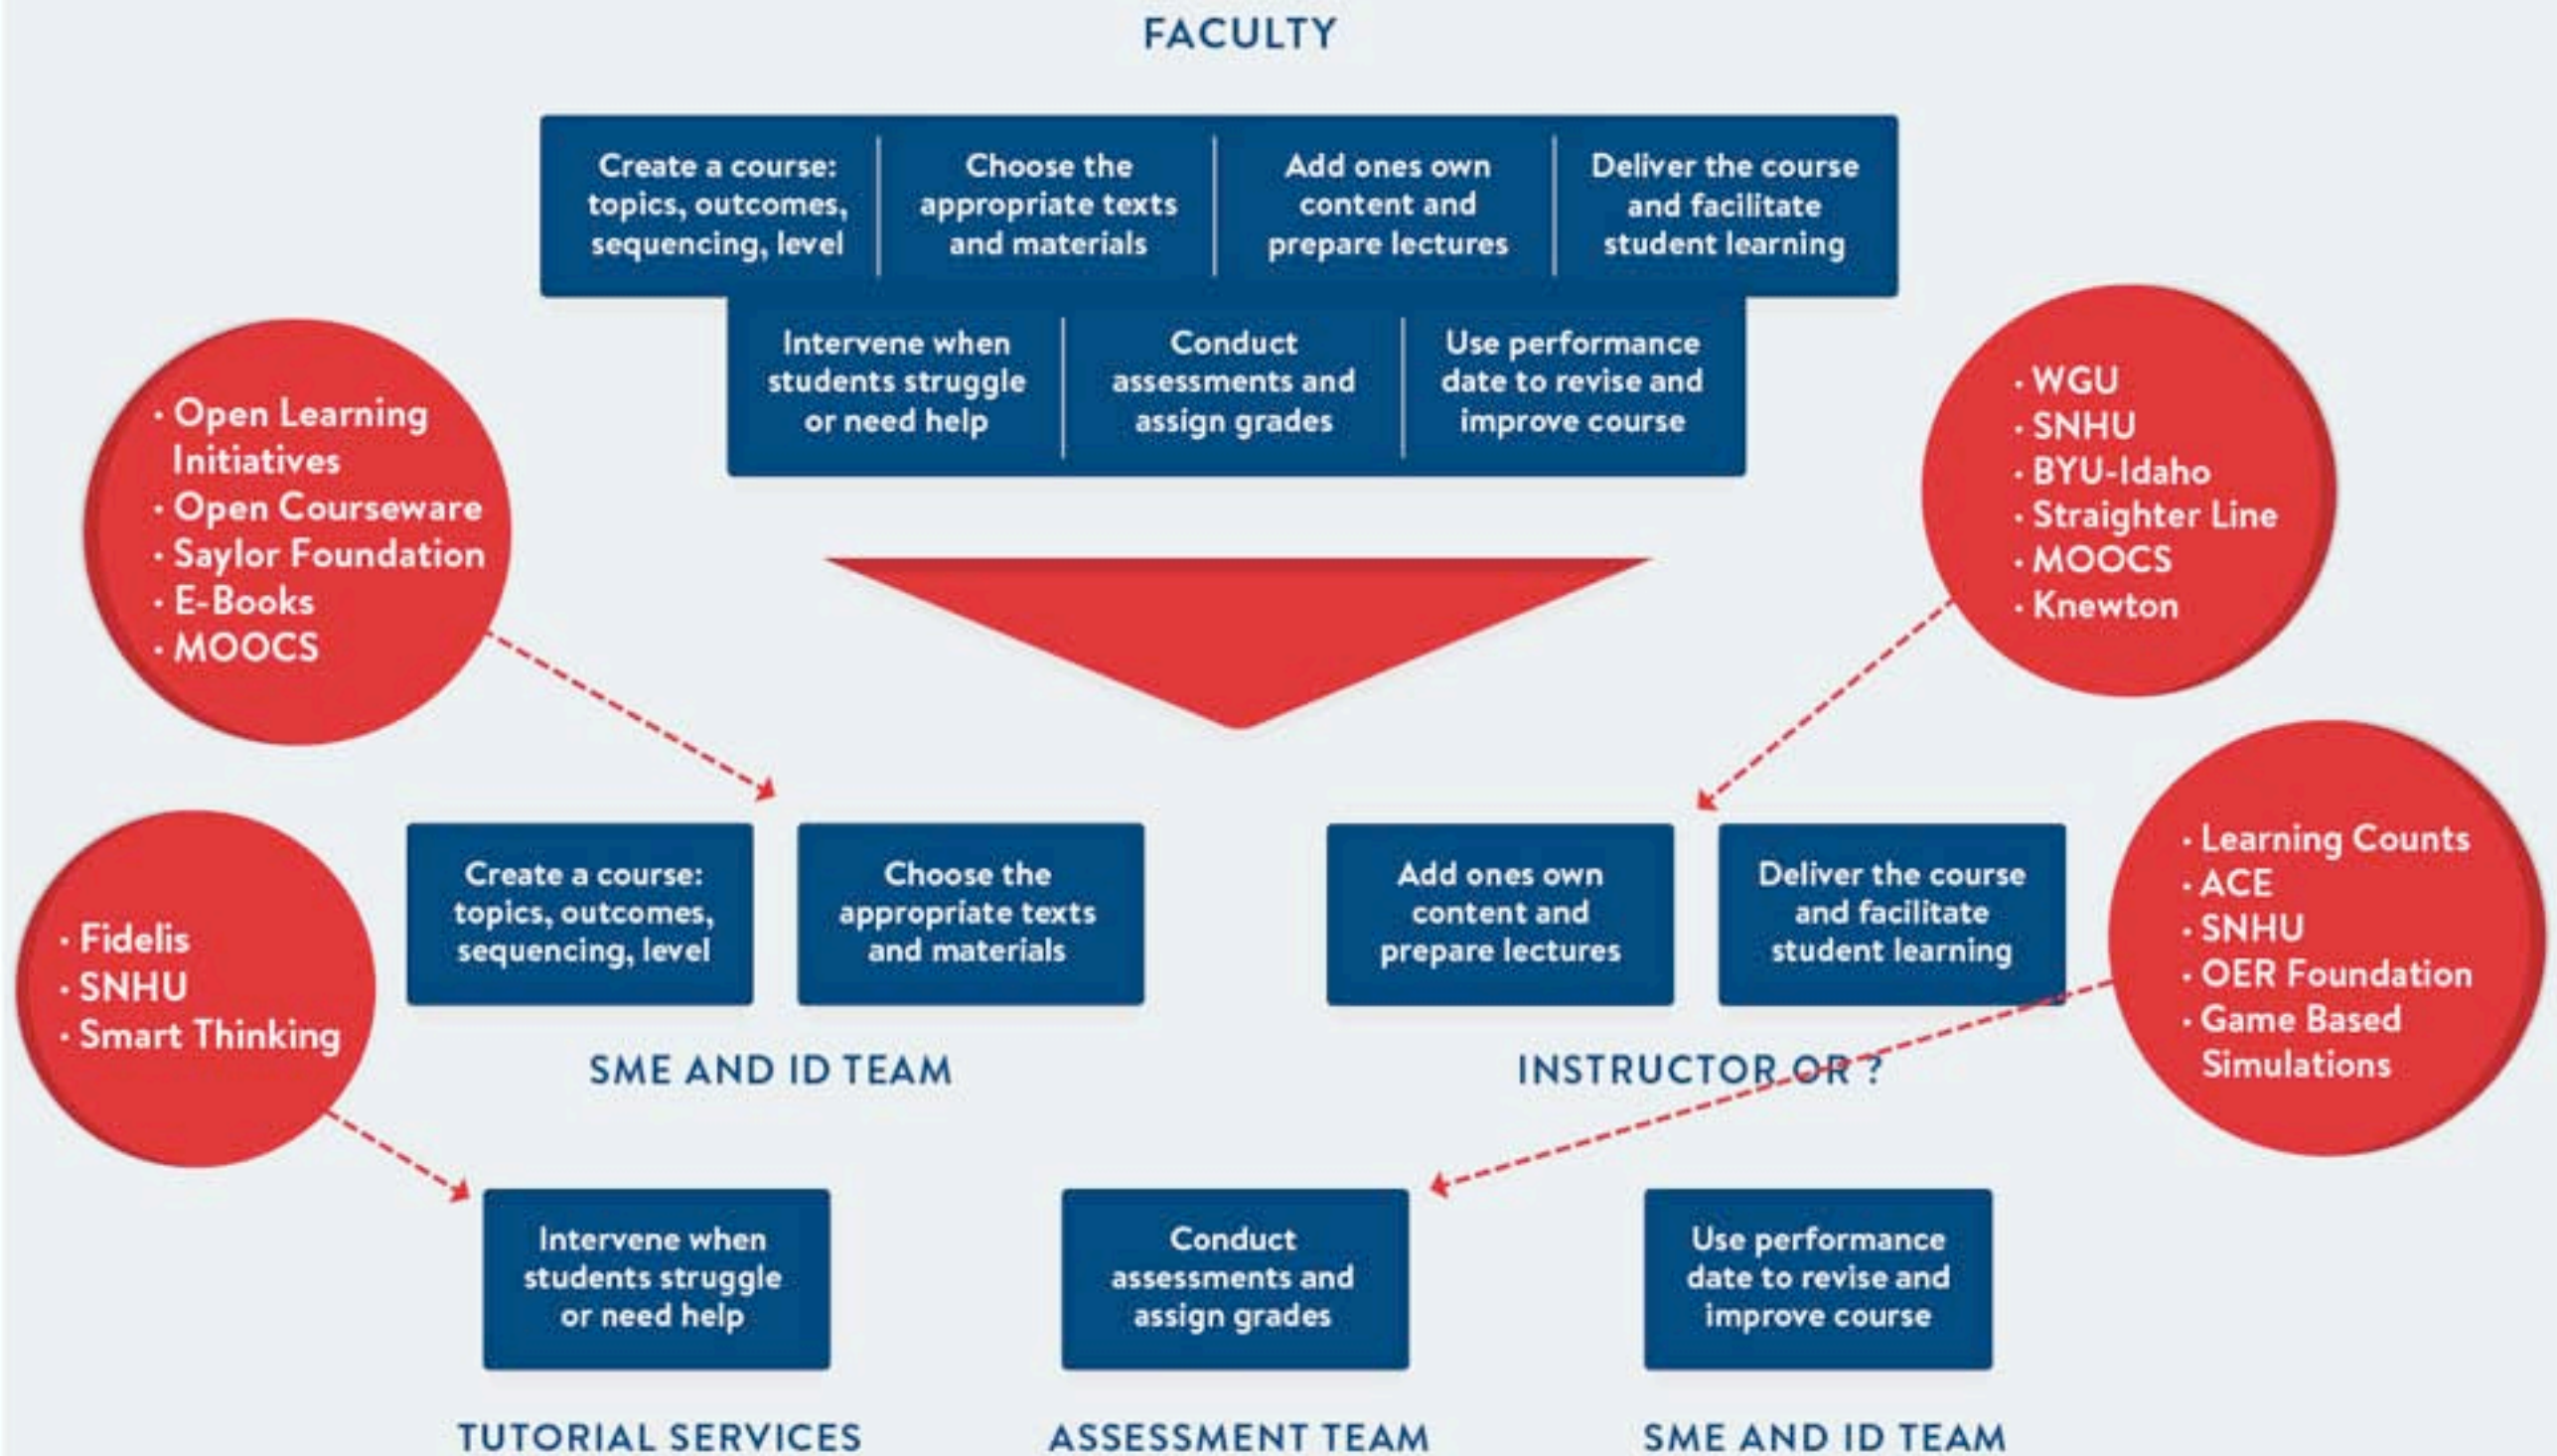 FACULTY
Create a course:
topics, outcomes,
sequencing, level
Choose the
appropriate texts
and materials
Add ones own
content and
prepare lectures
Deliver the course
and facilitate
student learning
Intervene when
students struggle
or need help
Conduct
assessments and
assign grades
Use performance
date to revise and
improve course
· Open Learning
Initiatives
· Open Courseware
· Saylor Foundation
· E-Books
· MOOCS
· WGU
· SNHU
· BYU-Idaho
· Straighter Line
· MOOCS
· Knewton
· Fidelis
· SNHU
· Smart Thinking
Create a course:
topics, outcomes,
sequencing, level
Choose the
appropriate texts
and materials
SME AND ID TEAM
Add ones own
content and
prepare lectures
Deliver the course
and facilitate
student learning
INSTRUCTOR OR ?
· Learning Counts
· ACE
· SNHU
· OER Foundation
· Game Based
Simulations
Intervene when
students struggle
or need help
TUTORIAL SERVICES
Conduct
assessments and
assign grades
ASSESSMENT TEAM
Use performance
date to revise and
improve course
SME AND ID TEAM